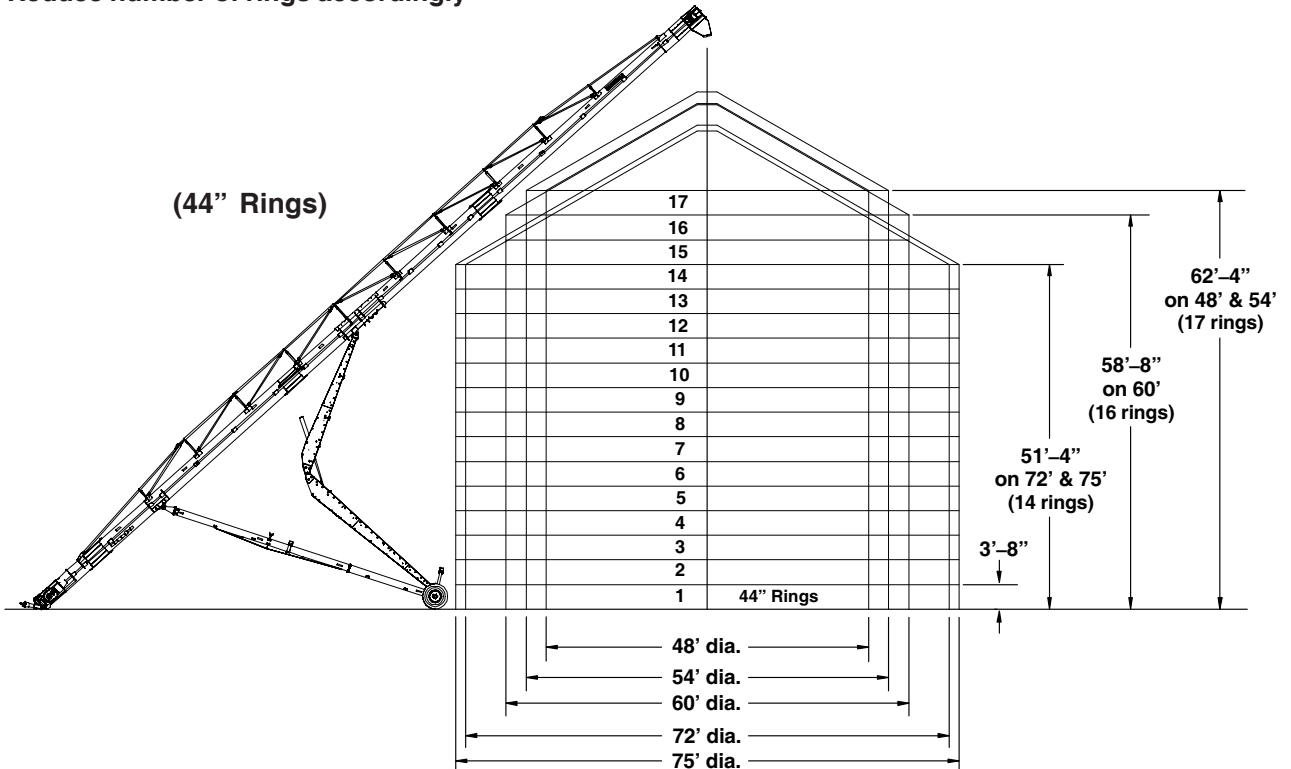 Reduce number of rings accordingly
(44” Rings)
17
16
15
14
13
12
11
10
9
8
7
6
5
4
3
2
1
44” Rings
62’–4”
on 48’ & 54’
(17 rings)
58’–8”
on 60’
(16 rings)
51’–4”
on 72’ & 75’
(14 rings)
3’–8”
48’ dia.
54’ dia.
60’ dia.
72’ dia.
75’ dia.